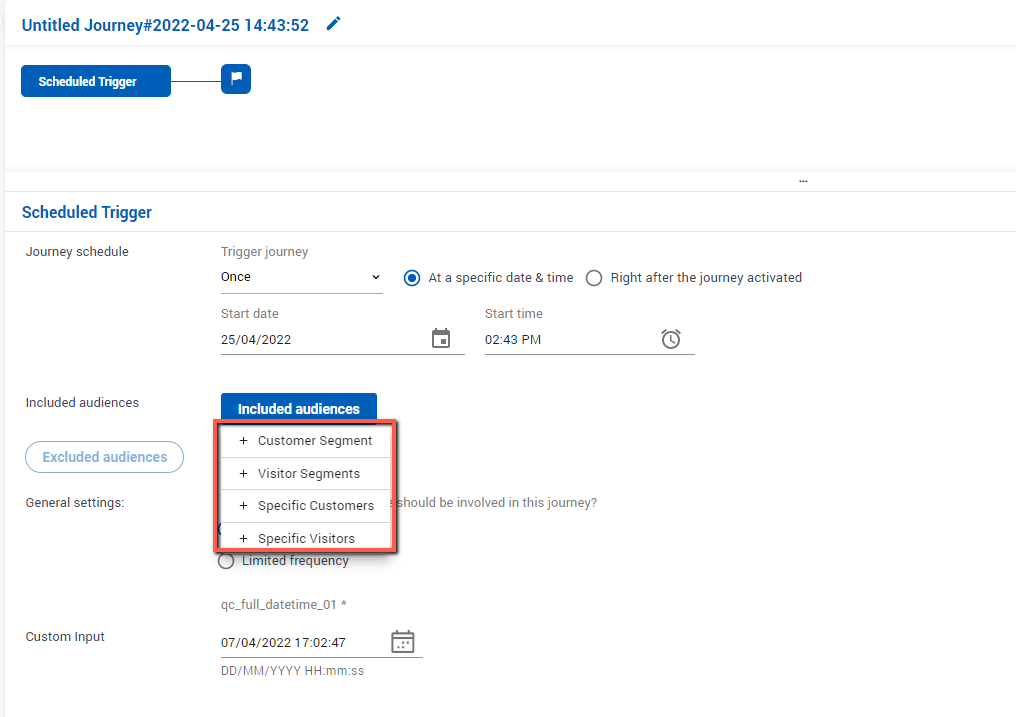 Untitled Journey#2022-04-25 14:43:52
Scheduled Trigger
...
Scheduled Trigger
Journey schedule
Trigger journey
Once
At a specific date & time
Right after the journey activated
Start date
Start time
25/04/2022
02:43 PM
Included audiences
Included audiences
+ Customer Segment
Excluded audiences
+ Visitor Segments
General settings:
+ Specific Customers
should be involved in this journey?
+ Specific Visitors
Limited frequency
qc_full_datetime_01 *
Custom Input
07/04/2022 17:02:47
DD/MM/YYYY HH:mm:ss